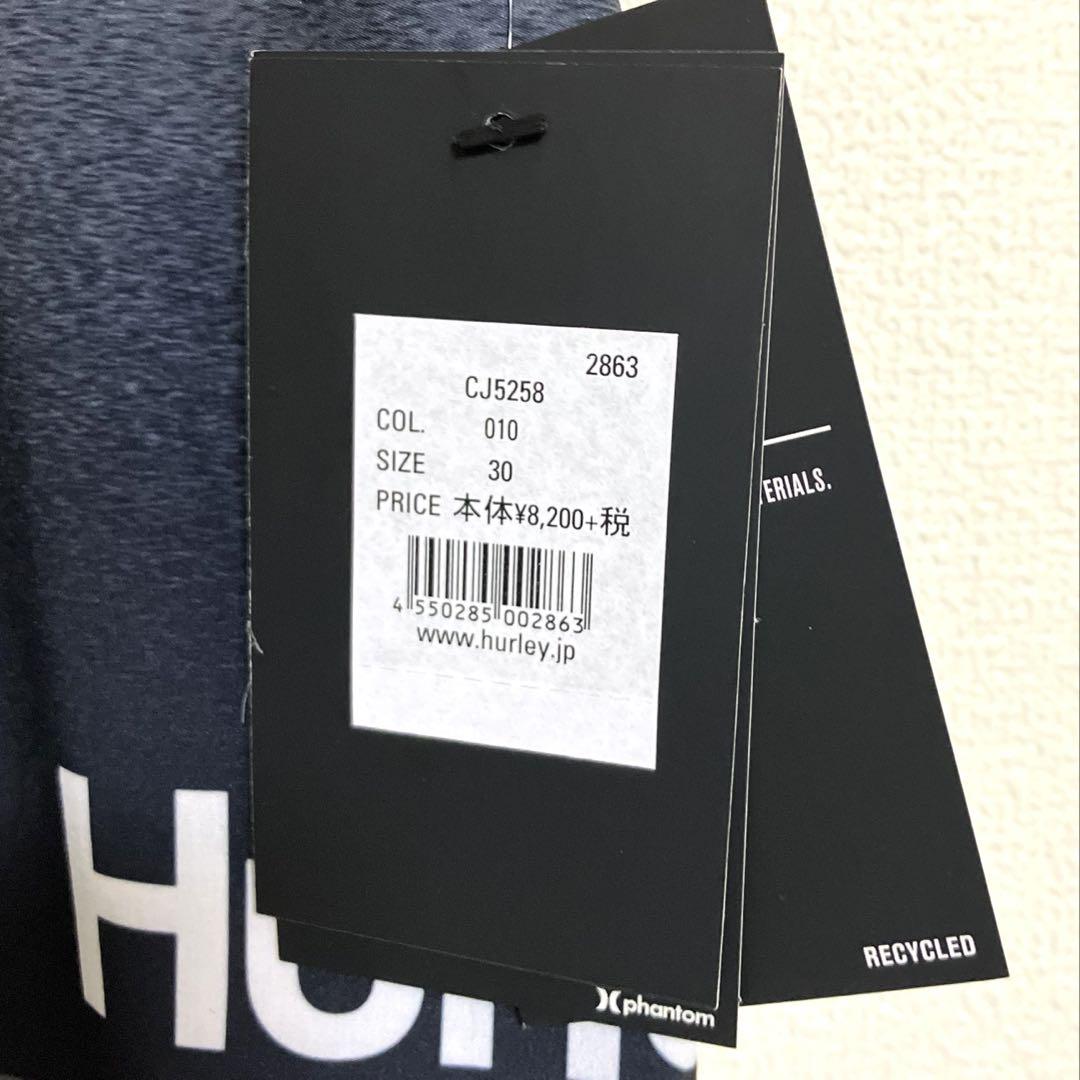 2863
CJ5258
COL. 010
SIZE 30
PRICE 本体¥8,200+税
4 550285 002863
www.hurley.jp
RECYCLED
phantom